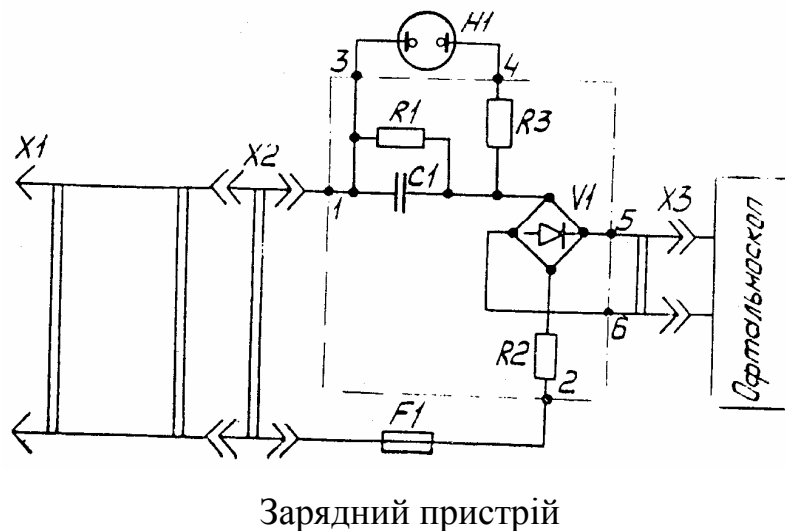 H1
3
4
R1
R3
X1
X2
C1
1
V1
5
X3
6
R2
2
F1
Офтальмоскоп
Зарядний пристрій